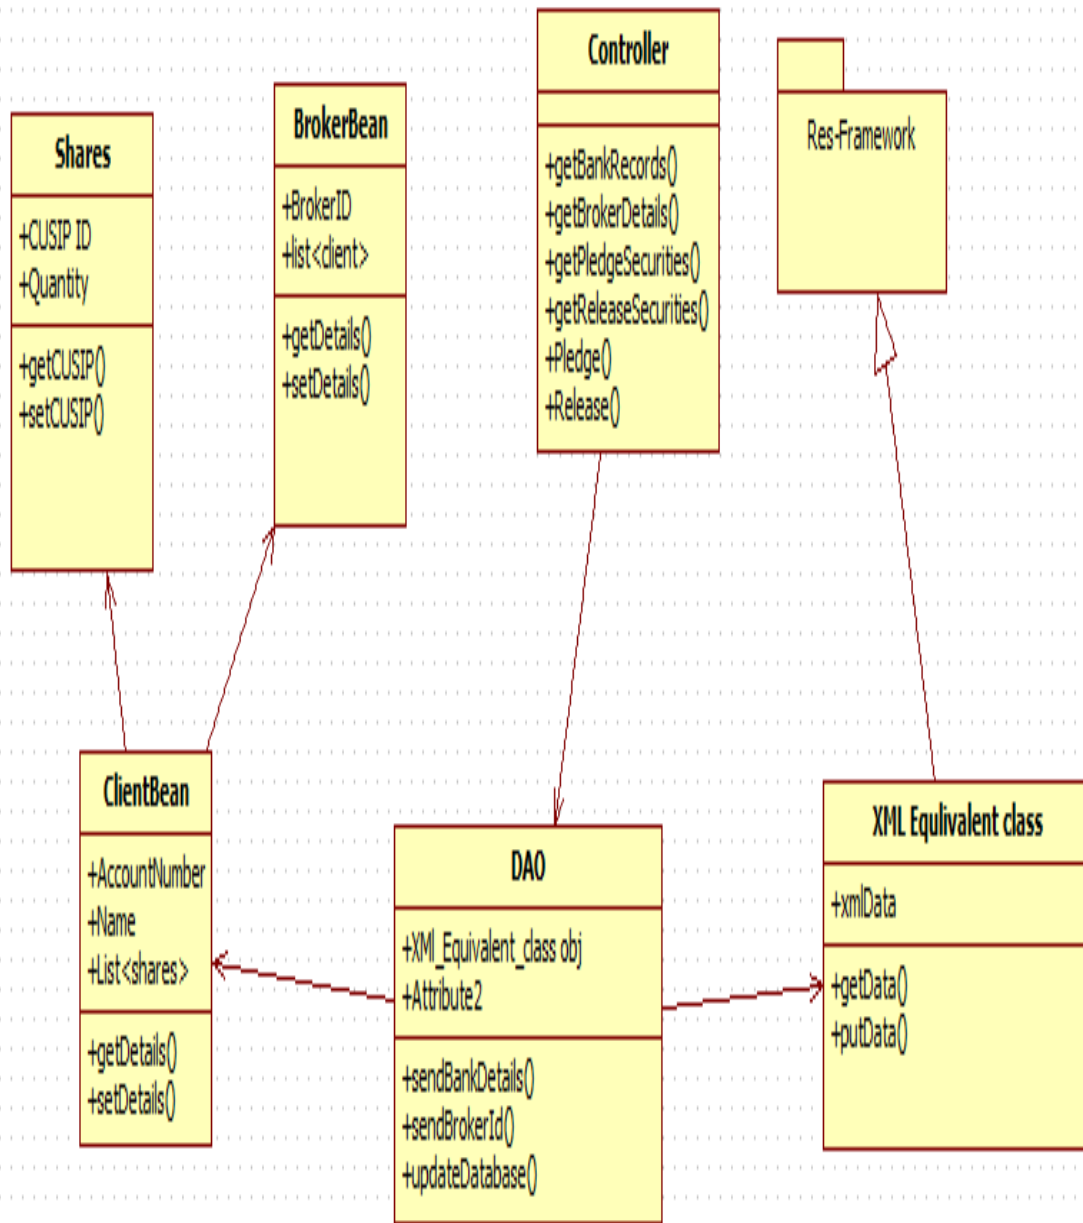 Controller
+getBankRecords()
+getBrokerDetails()
+getPledgeSecurities()
+getReleaseSecurities()
+Pledge()
+Release()
Res-Framework
BrokerBean
+BrokerID
+list<client>
+getDetails()
+setDetails()
Shares
+CUSIP ID
+Quantity
+getCUSIP()
+setCUSIP()
ClientBean
+AccountNumber
+Name
+List<shares>
+getDetails()
+setDetails()
DAO
+XMl_Equivalent_class obj
+Attribute2
+sendBankDetails()
+sendBrokerId()
+updateDatabase()
XML Equlivalent class
+xmlData
+getData()
+putData()